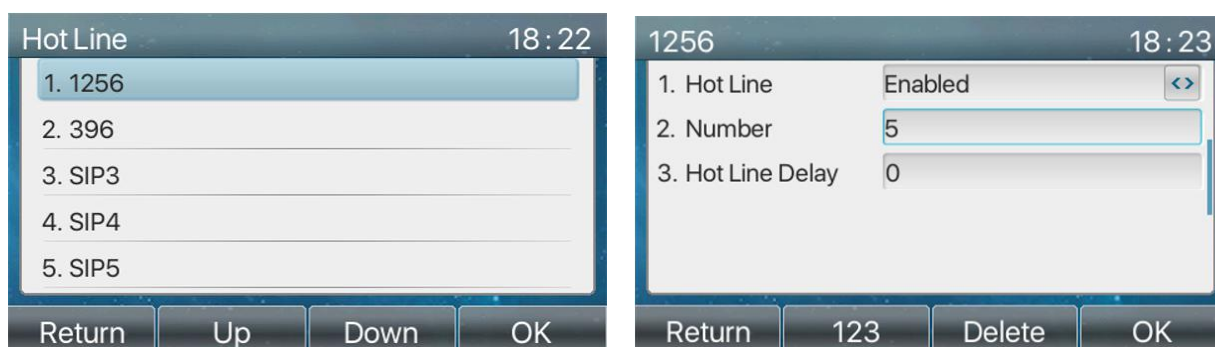 Hot Line 18:22
1. 1256
2. 396
3. SIP3
4. SIP4
5. SIP5
Return Up Down OK
1256 18:23
1. Hot Line Enabled <>
2. Number 5
3. Hot Line Delay 0
Return 123 Delete OK